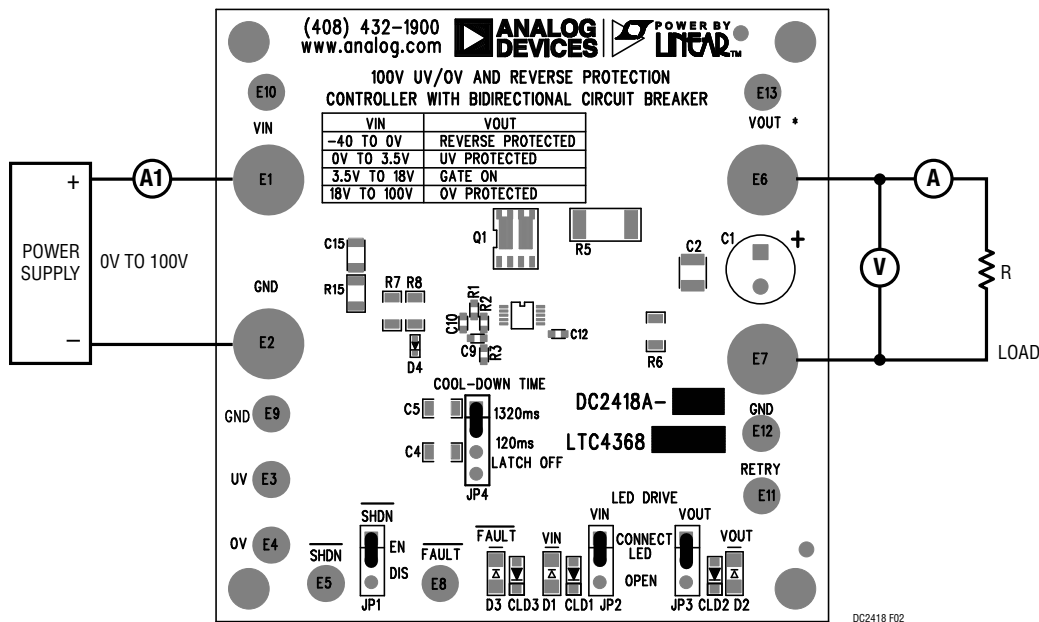 (408) 432-1900
www.analog.com
ANALOG
DEVICES
POWER BY
LINEAR™
100V UV/OV AND REVERSE PROTECTION
CONTROLLER WITH BIDIRECTIONAL CIRCUIT BREAKER
E10
E13
VIN
VOUT *
VIN VOUT
-40 TO 0V REVERSE PROTECTED
0V TO 3.5V UV PROTECTED
3.5V TO 18V GATE ON
18V TO 100V OV PROTECTED
+
A1
E1
E6
A
POWER
SUPPLY
0V TO 100V
Q1
R5
C2
C1
+
V
R
C15
R15
GND
R7
R8
R1
R2
C10
C9
R3
C12
R6
D4
–
E2
E7
LOAD
COOL-DOWN TIME
C5
1320ms
120ms
C4
LATCH OFF
JP4
DC2418A-
LTC4368
GND
E12
GND
E9
UV
E3
RETRY
E11
OV
E4
SHDN
E5
SHDN
EN
DIS
JP1
FAULT
E8
FAULT
D3
CLD3
VIN
D1
CLD1
LED DRIVE
VIN
VOUT
CONNECT
LED
OPEN
JP2
JP3
CLD2
VOUT
D2
DC2418 F02